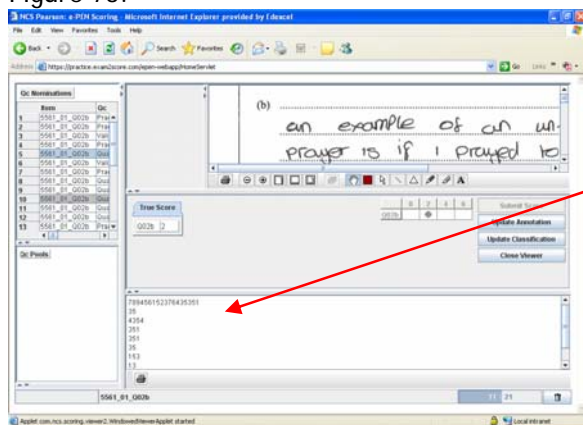 NCS Pearson: e-PEN Scoring - Microsoft Internet Explorer provided by Edexcel
File Edit View Favorites Tools Help
Back Search Favorites
Address https://practice.exam2score.com/epen-webapp/HomeServlet Go Links
Qc Nominations
Item Qc
1 5561_01_Q02b
2 5561_01_Q02b
3 5561_01_Q02b
4 5561_01_Q02b
5 5561_01_Q02b
6 5561_01_Q02b
7 5561_01_Q02b
8 5561_01_Q02b
9 5561_01_Q02b
10 5561_01_Q02b
11 5561_01_Q02b
12 5561_01_Q02b
13 5561_01_Q02b
(b)
an example of an un-
prayer is if i prayed to
A
True Score
Q02b 2
0 2 4 6
Q02b
Update Annotation
Update Classification
Close Viewer
Qc Pools
789456152376435351
35
4354
351
351
35
153
13
5561_01_Q02b
21
Applet com.ncs.scoring.viewer2.WindowedViewerApplet started
Local intranet